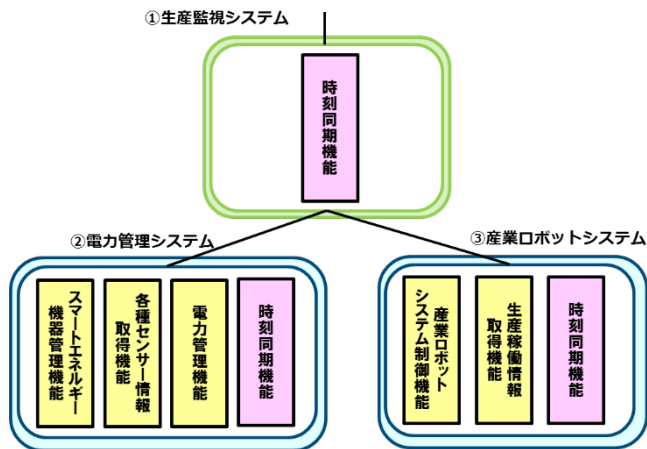 ①生産監視システム
時刻同期機能
②電力管理システム
③産業ロボットシステム
スマートエネルギー
機器管理機能
各種センサー情報
取得機能
電力管理機能
時刻同期機能
産業ロボット
システム制御機能
生産稼働情報
取得機能
時刻同期機能